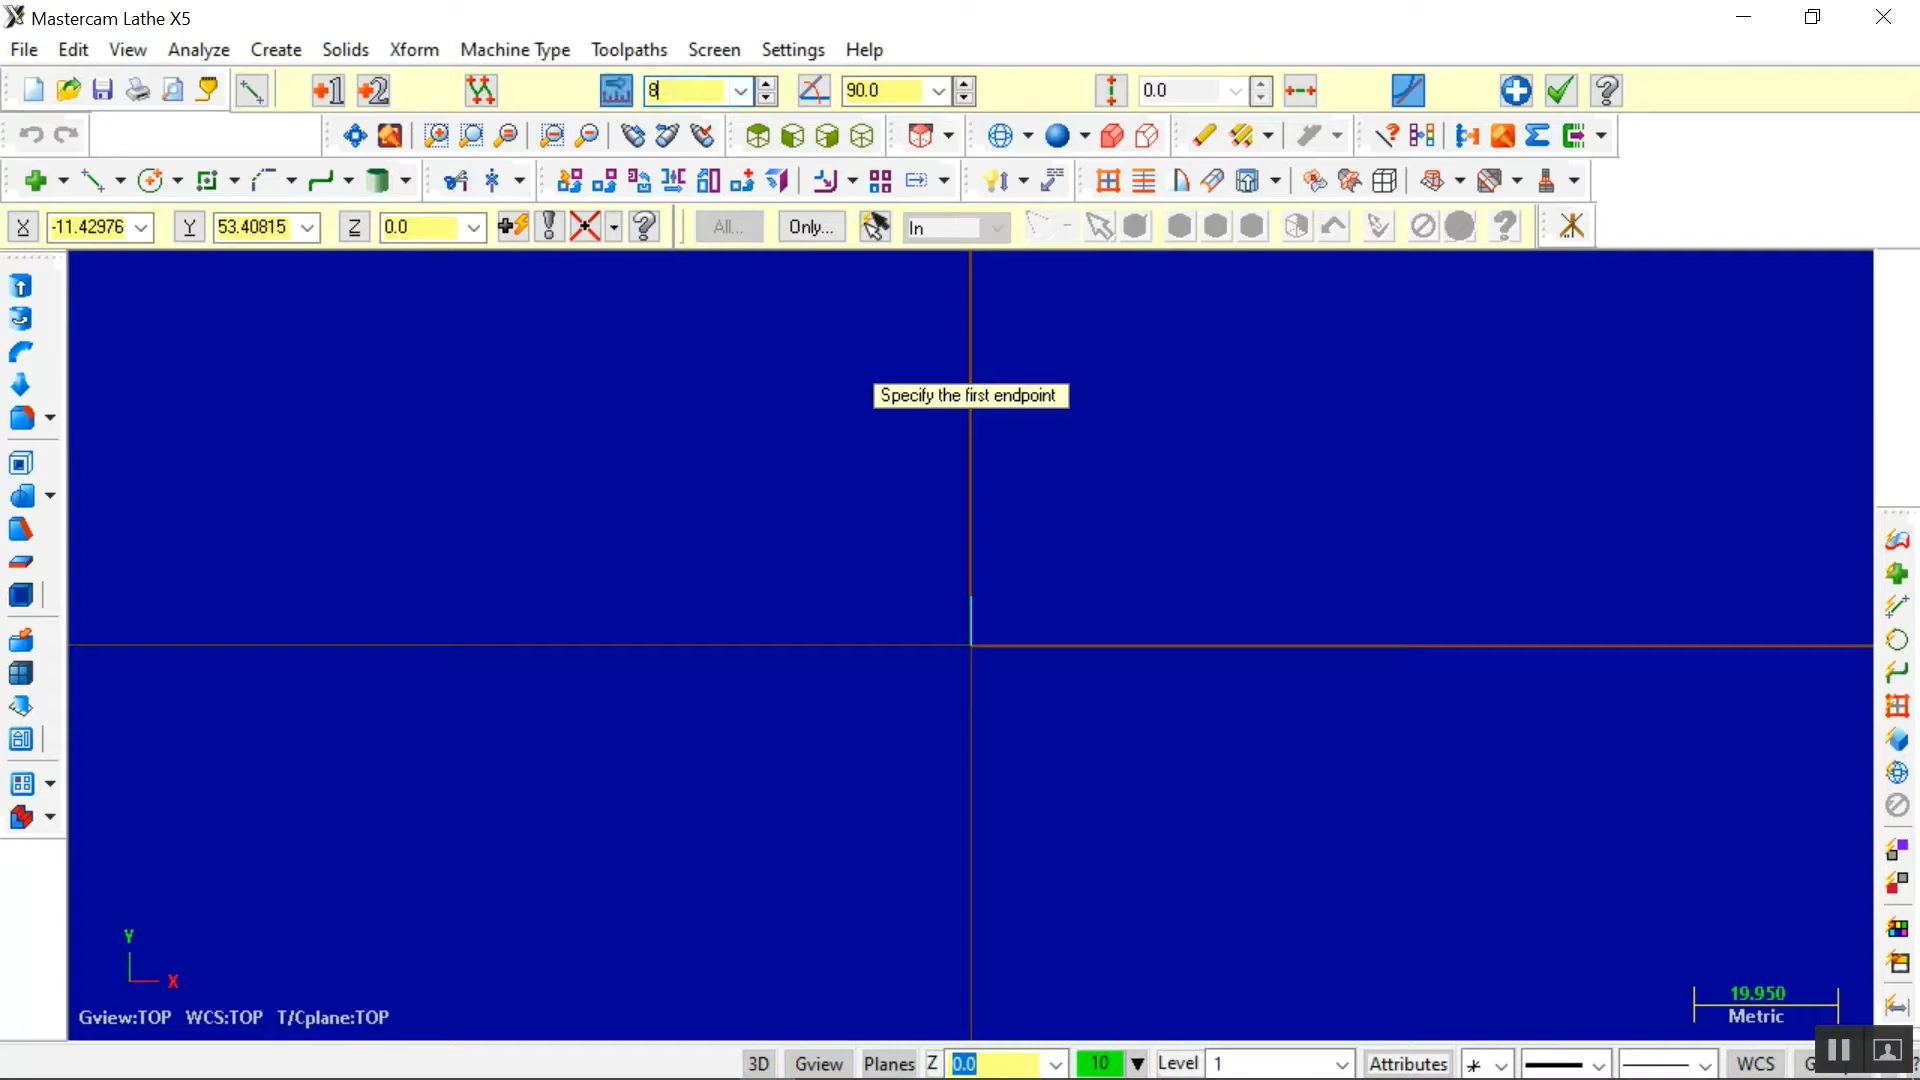 Mastercam Lathe X5
File Edit View Analyze Create Solids Xform Machine Type Toolpaths Screen Settings Help
1 2 8 90.0 0.0
X -11.42976 Y 53.40815 Z 0.0 All... Only... In
Specify the first endpoint
Y
X
19.950
Metric
Gview:TOP WCS:TOP T/Cplane:TOP
3D Gview Planes Z 0.0 10 Level 1 Attributes WCS